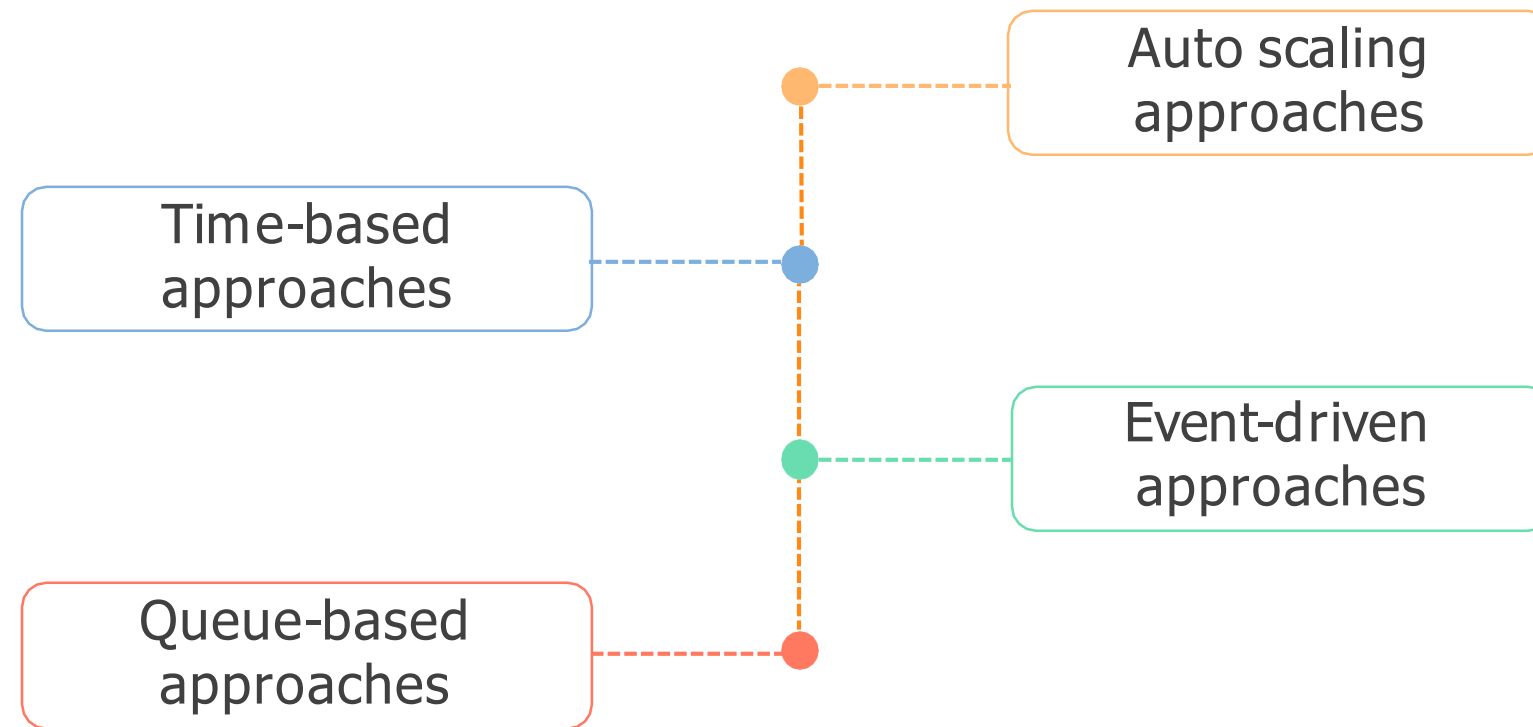 Auto scaling
approaches
Time-based
approaches
Event-driven
approaches
Queue-based
approaches